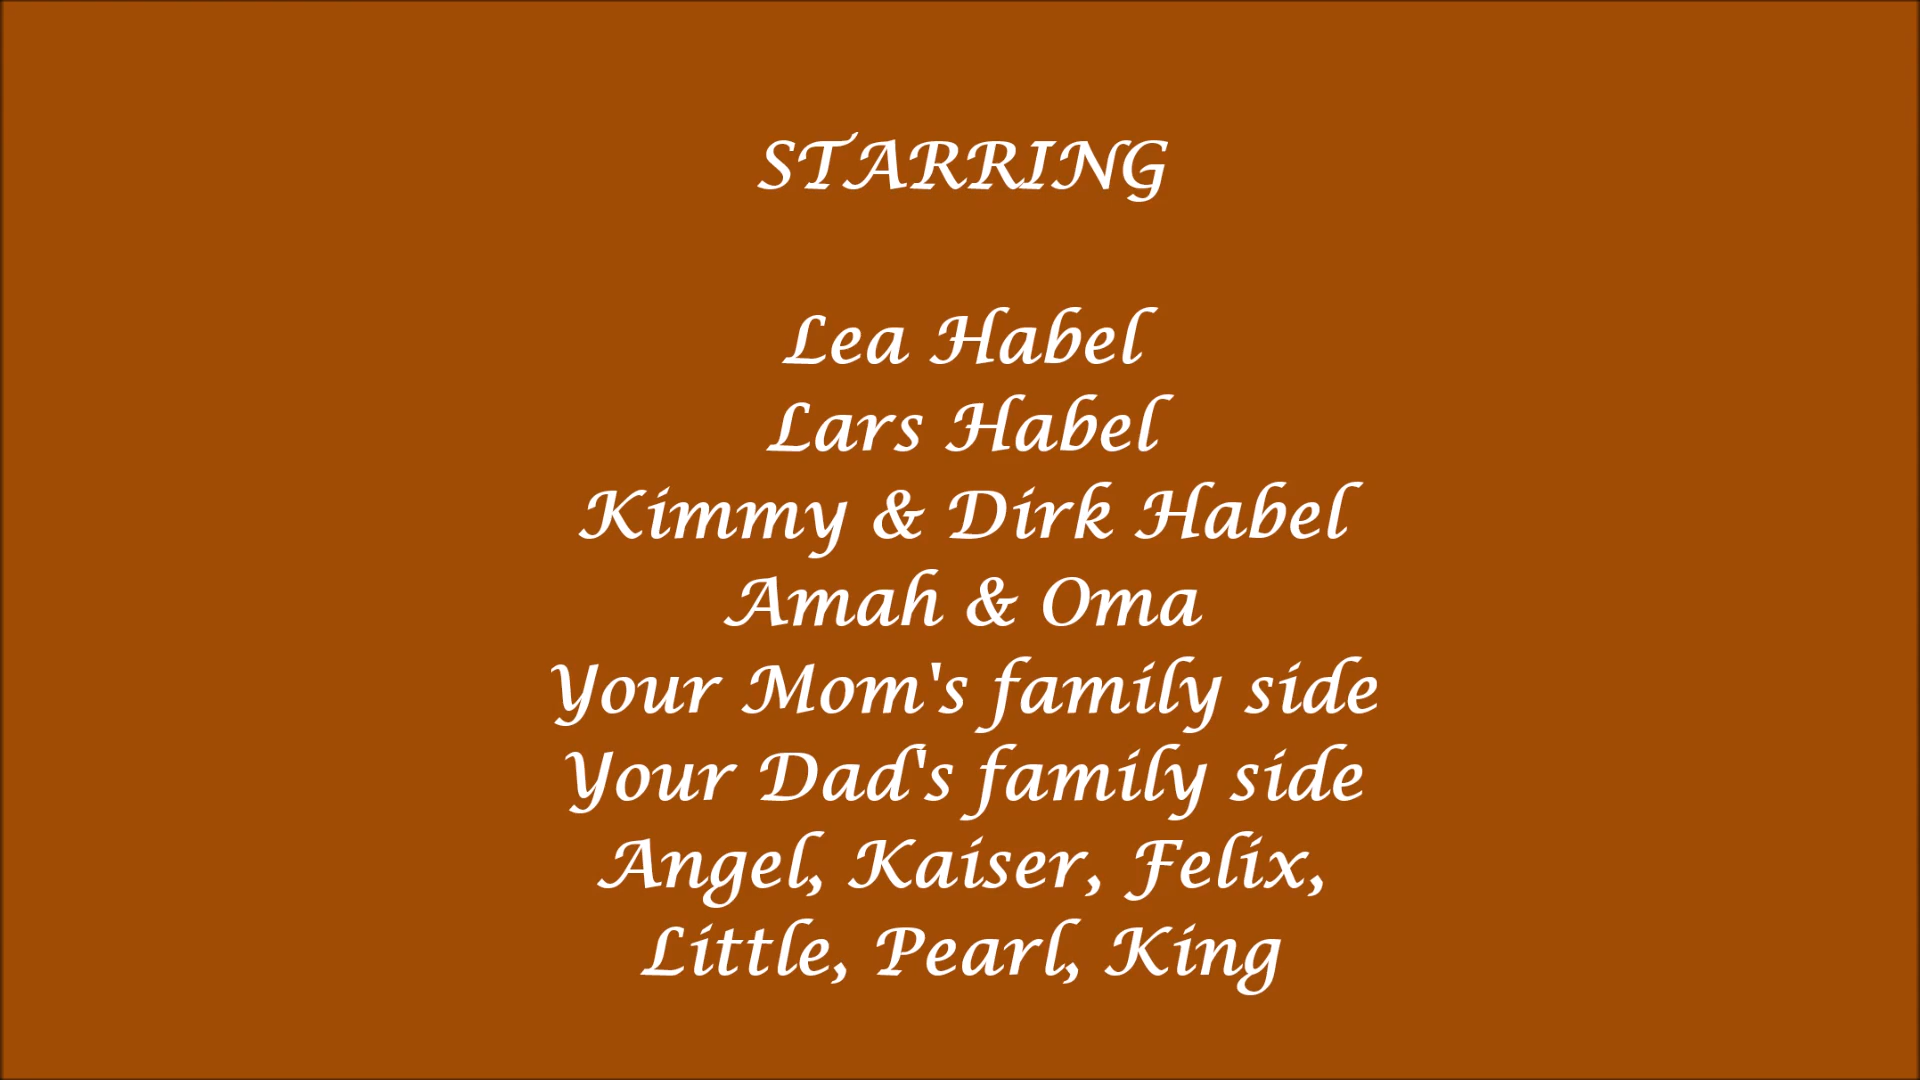 STARRING
Lea Habel
Lars Habel
Kimmy & Dirk Habel
Amah & Oma
Your Mom's family side
Your Dad's family side
Angel, Kaiser, Felix,
Little, Pearl, King